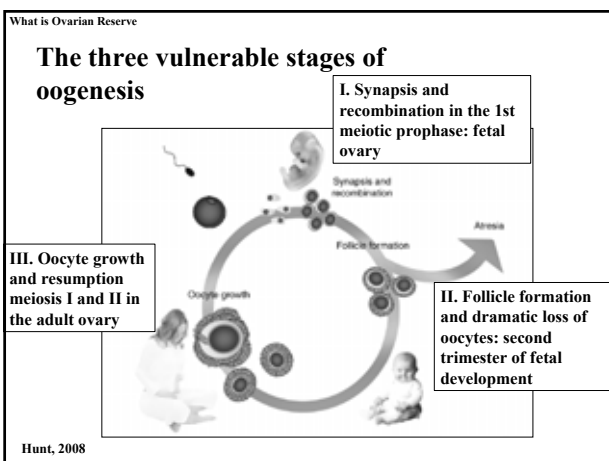 What is Ovarian Reserve
The three vulnerable stages of
oogenesis
I. Synapsis and
recombination in the 1st
meiotic prophase: fetal
ovary
Synapsis and
recombination
Follicle formation
Atresia
III. Oocyte growth
and resumption
meiosis I and II in
the adult ovary
Oocyte growth
II. Follicle formation
and dramatic loss of
oocytes: second
trimester of fetal
development
Hunt, 2008